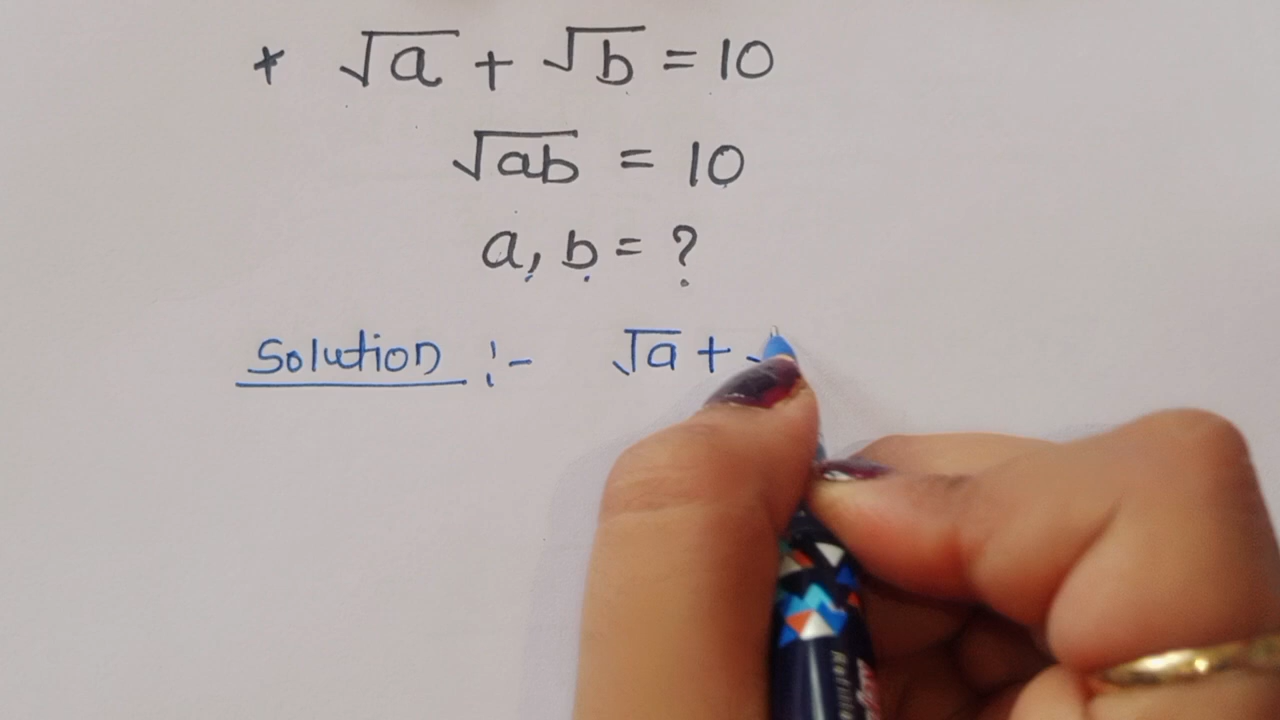 * √a + √b = 10
√ab = 10
a, b = ?
Solution :- √a +